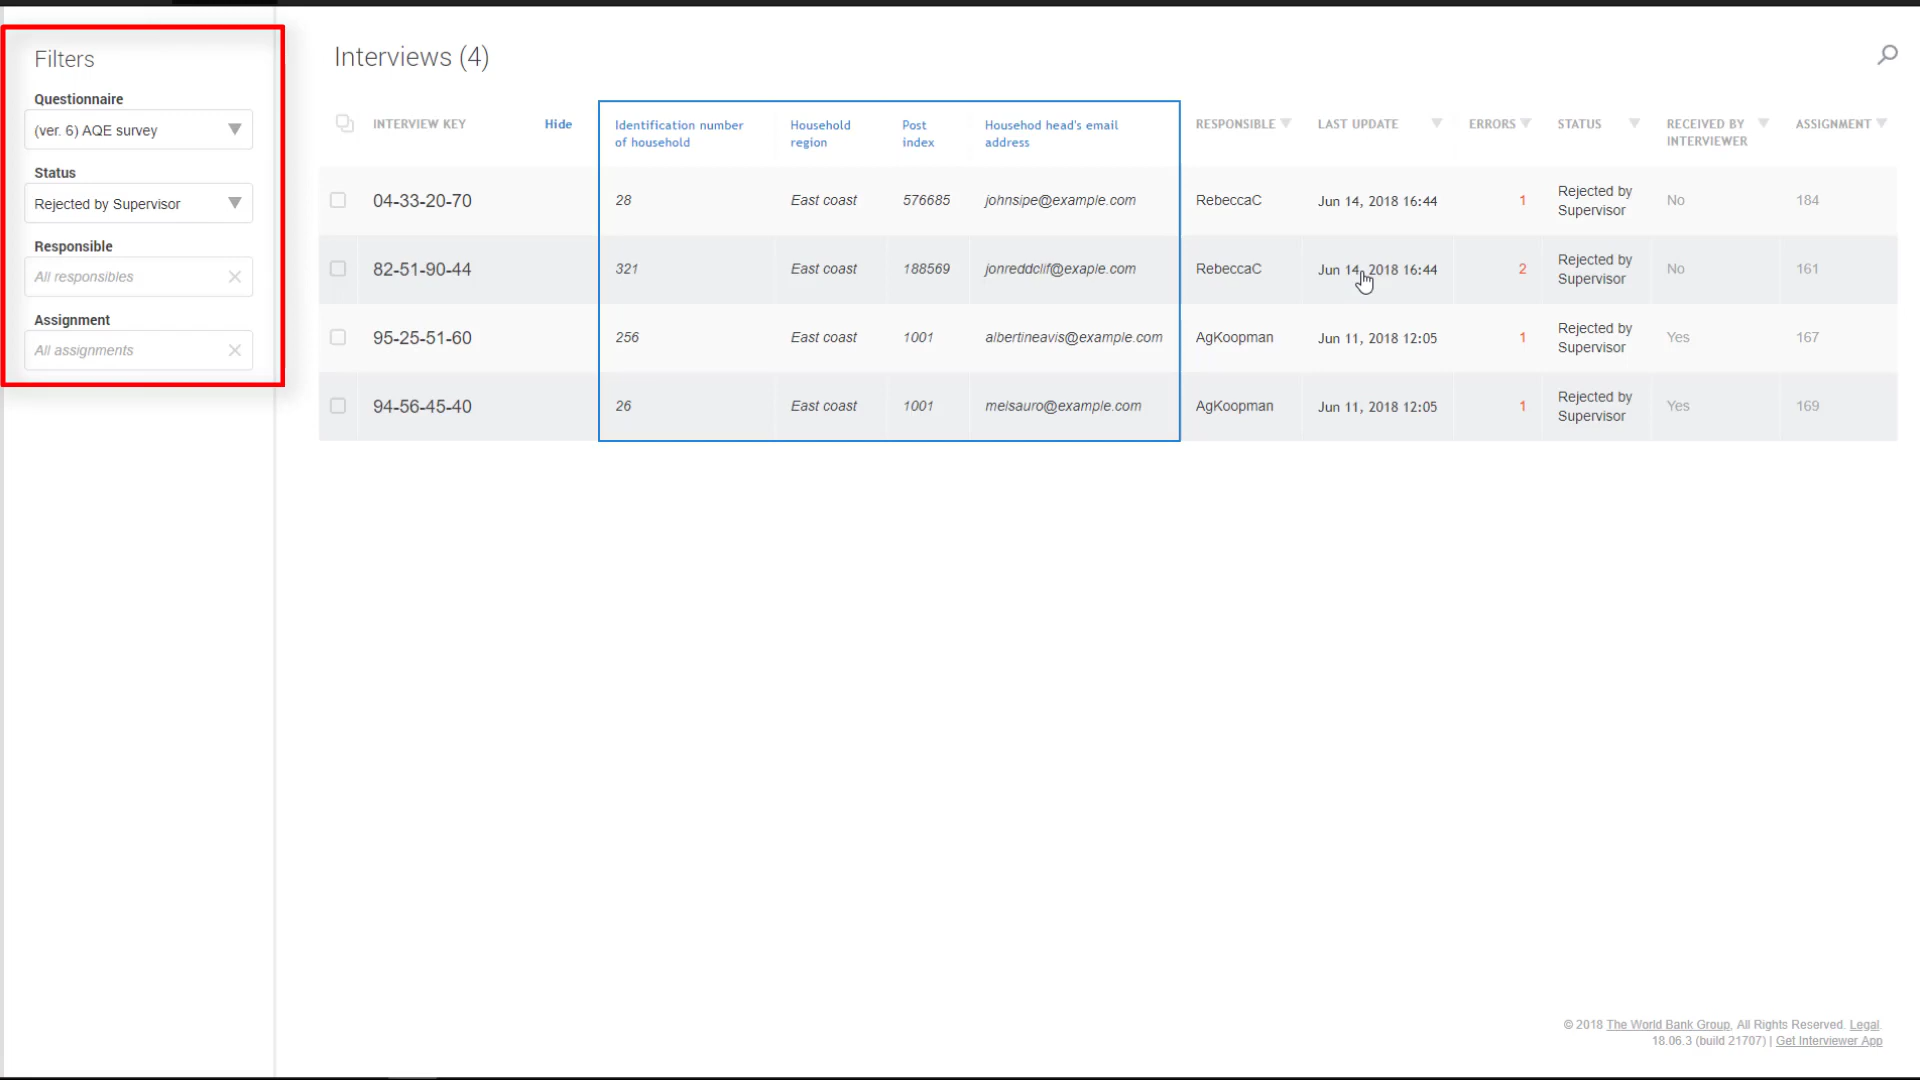 Filters
Questionnaire
(ver. 6) AQE survey
Status
Rejected by Supervisor
Responsible
All responsibles
Assignment
All assignments
Interviews (4)
INTERVIEW KEY Hide Identification number of household Household region Post index Househod head's email address RESPONSIBLE LAST UPDATE ERRORS STATUS RECEIVED BY INTERVIEWER ASSIGNMENT
04-33-20-70 28 East coast 576685 johnsipe@example.com RebeccaC Jun 14, 2018 16:44 1 Rejected by Supervisor No 184
82-51-90-44 321 East coast 188569 jonreddclif@exaple.com RebeccaC Jun 14, 2018 16:44 2 Rejected by Supervisor No 161
95-25-51-60 256 East coast 1001 albertineavis@example.com AgKoopman Jun 11, 2018 12:05 1 Rejected by Supervisor Yes 167
94-56-45-40 26 East coast 1001 melsauro@example.com AgKoopman Jun 11, 2018 12:05 1 Rejected by Supervisor Yes 169
© 2018 The World Bank Group, All Rights Reserved. Legal.
18.06.3 (build 21707) | Get Interviewer App